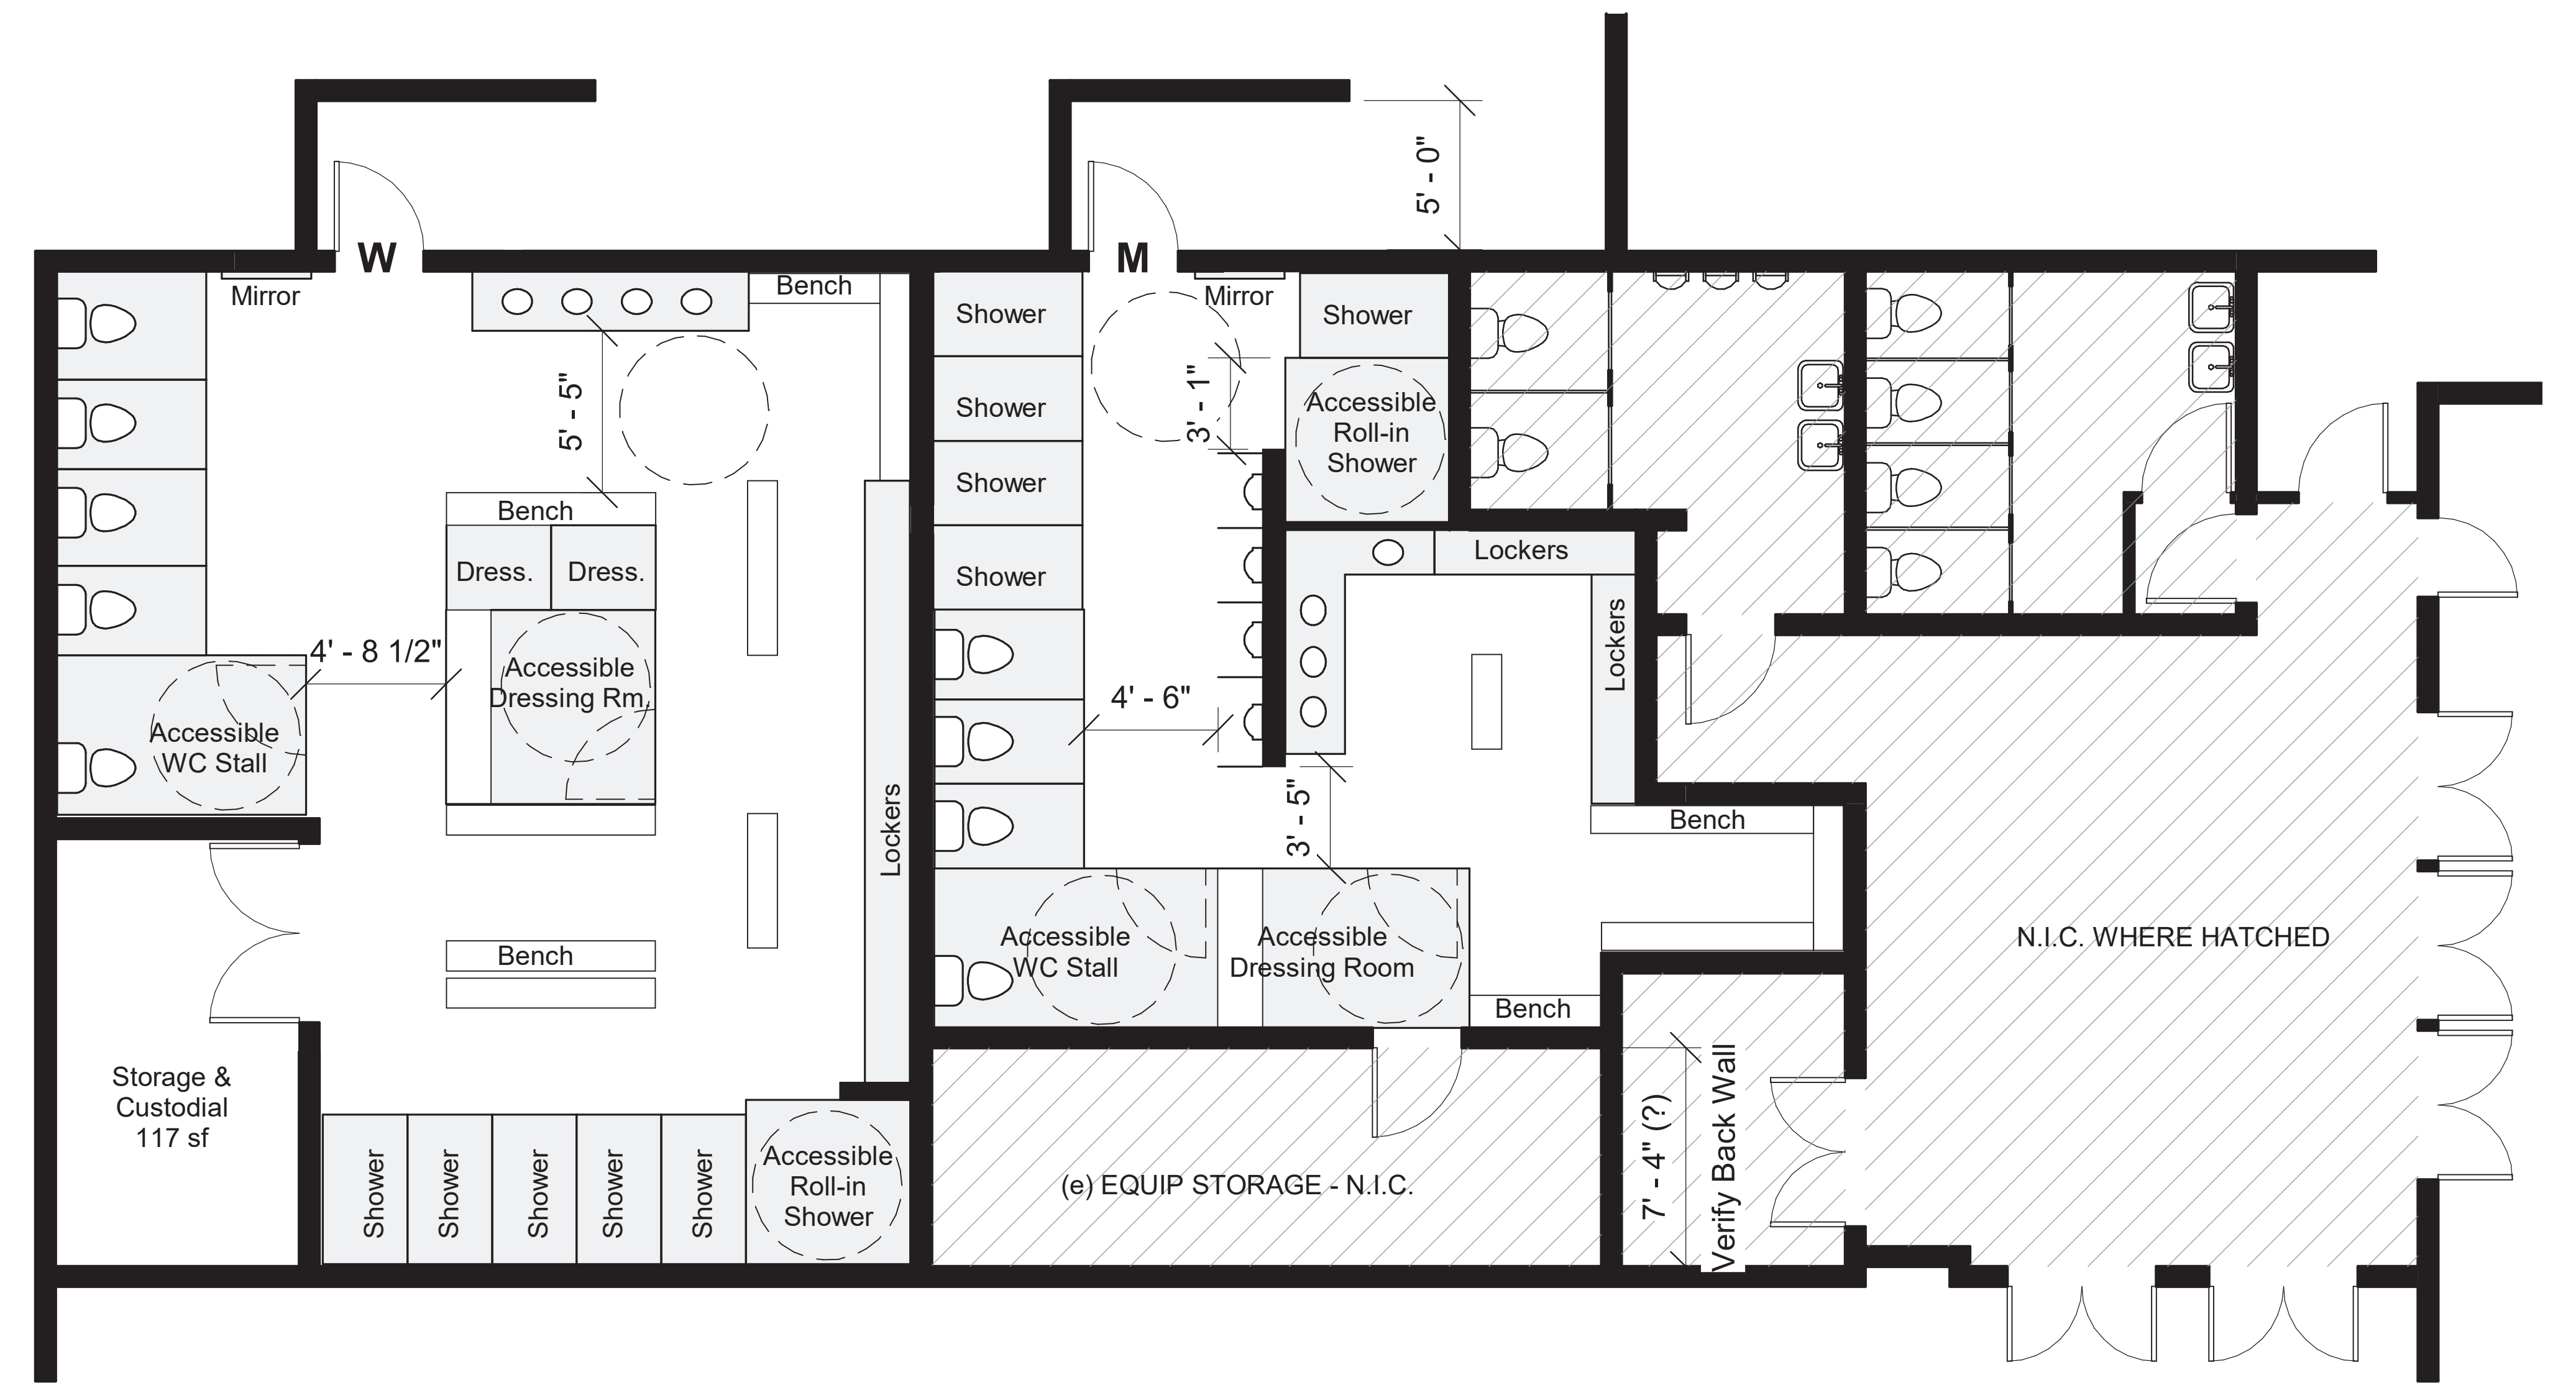 5' - 0"
W
M
Mirror
Bench
Mirror
Shower
Shower
5' - 5"
3' - 1"
Shower
Accessible
Roll-in
Shower
Shower
Bench
Dress.
Dress.
Shower
Lockers
Lockers
4' - 8 1/2"
Accessible
Dressing Rm.
4' - 6"
Accessible
WC Stall
Lockers
3' - 5"
Bench
Bench
Accessible
WC Stall
Accessible
Dressing Room
Bench
N.I.C. WHERE HATCHED
Storage &
Custodial
117 sf
Shower
Shower
Shower
Shower
Shower
Accessible
Roll-in
Shower
(e) EQUIP STORAGE - N.I.C.
7' - 4" (?)
Verify Back Wall